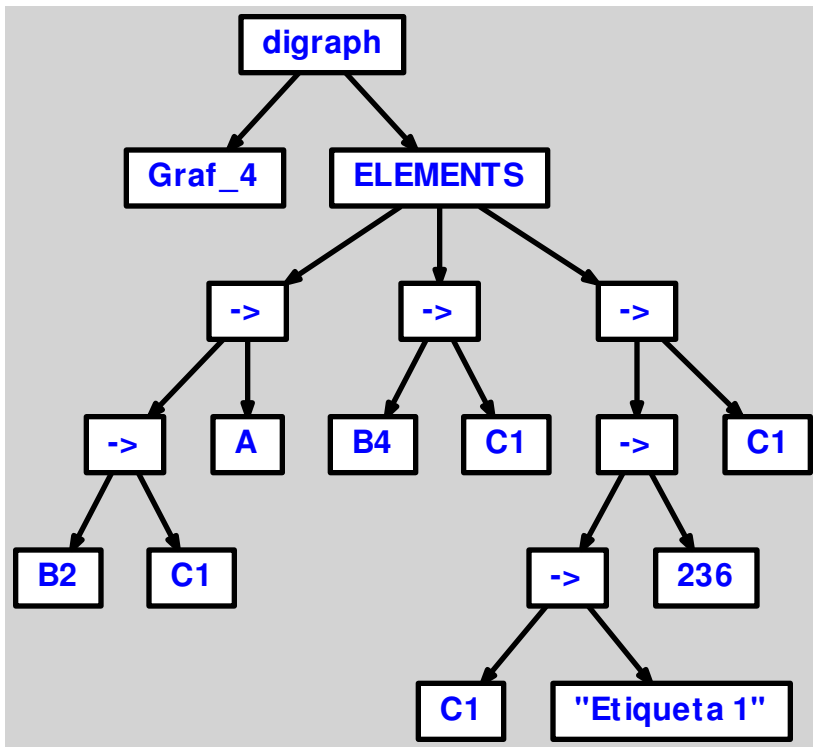 digraph
Graf_4 ELEMENTS
-> -> ->
-> A B4 C1 -> C1
B2 C1 -> 236
C1 "Etiqueta 1"